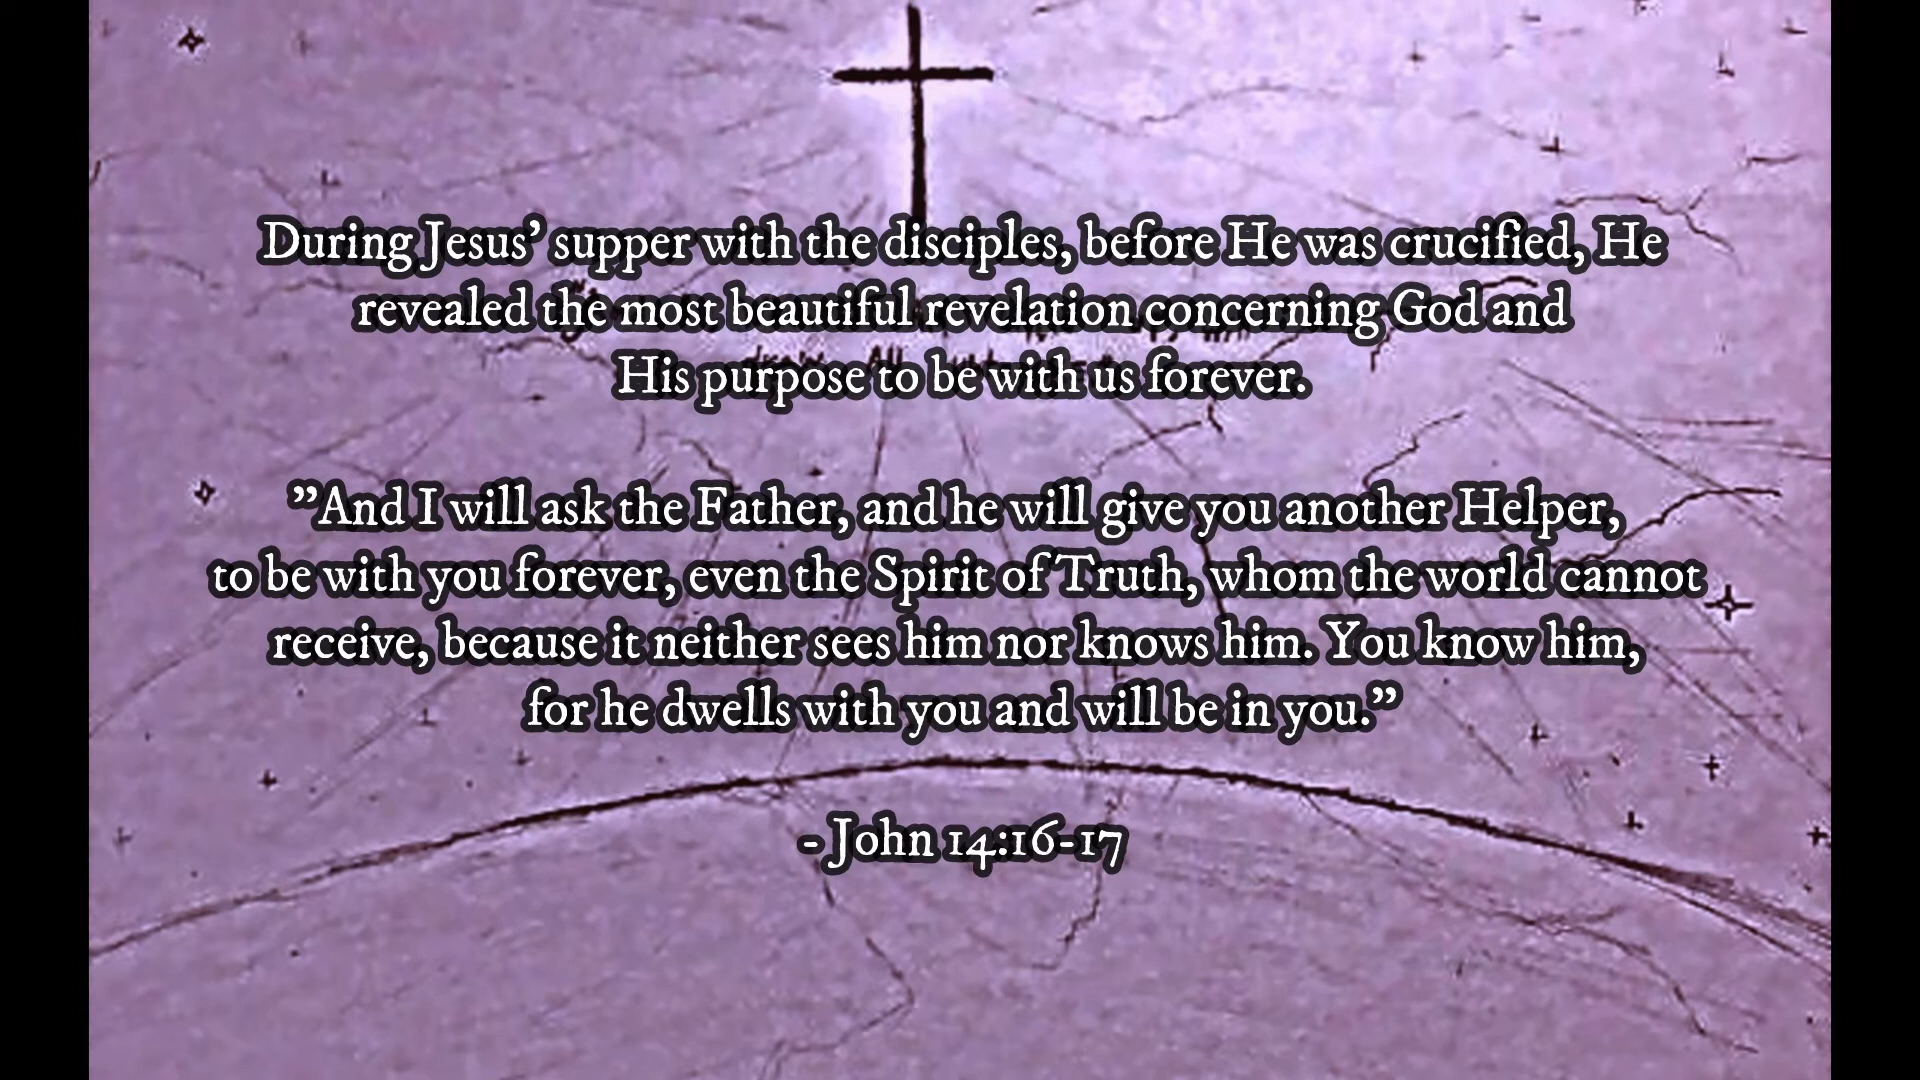 During Jesus’ supper with the disciples, before He was crucified, He
revealed the most beautiful revelation concerning God and
His purpose to be with us forever.
”And I will ask the Father, and he will give you another Helper,
to be with you forever, even the Spirit of Truth, whom the world cannot
receive, because it neither sees him nor knows him. You know him,
for he dwells with you and will be in you.”
- John 14:16-17